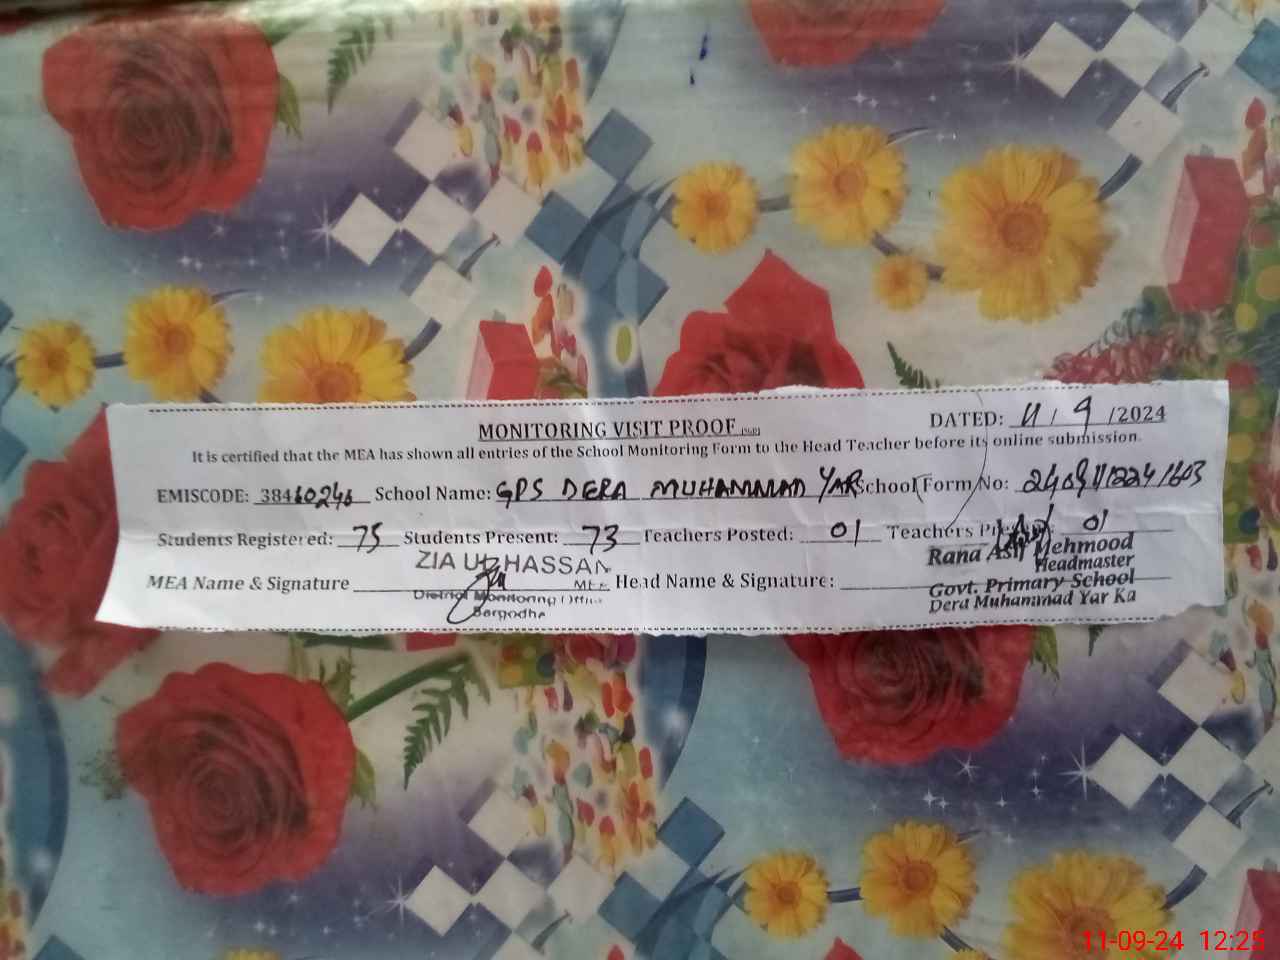 MONITORING VISIT PROOF DATED: 11/9/2024
It is certified that the MEA has shown all entries of the School Monitoring Form to the Head Teacher before its online submission.
EMISCODE: 38410246 School Name: GPS DERA MUHAMMAD YAR School Form No:
Students Registered: 75 Students Present: 73 Teachers Posted: 01 Teachers 01
ZIA UL HASSAN Rana Asif Mehmood
Headmaster
MEA Name & Signature MEA Head Name & Signature: Govt. Primary School
District Monitoring Office Dera Muhammad Yar Ka
Sargodha
11-09-24 12:25